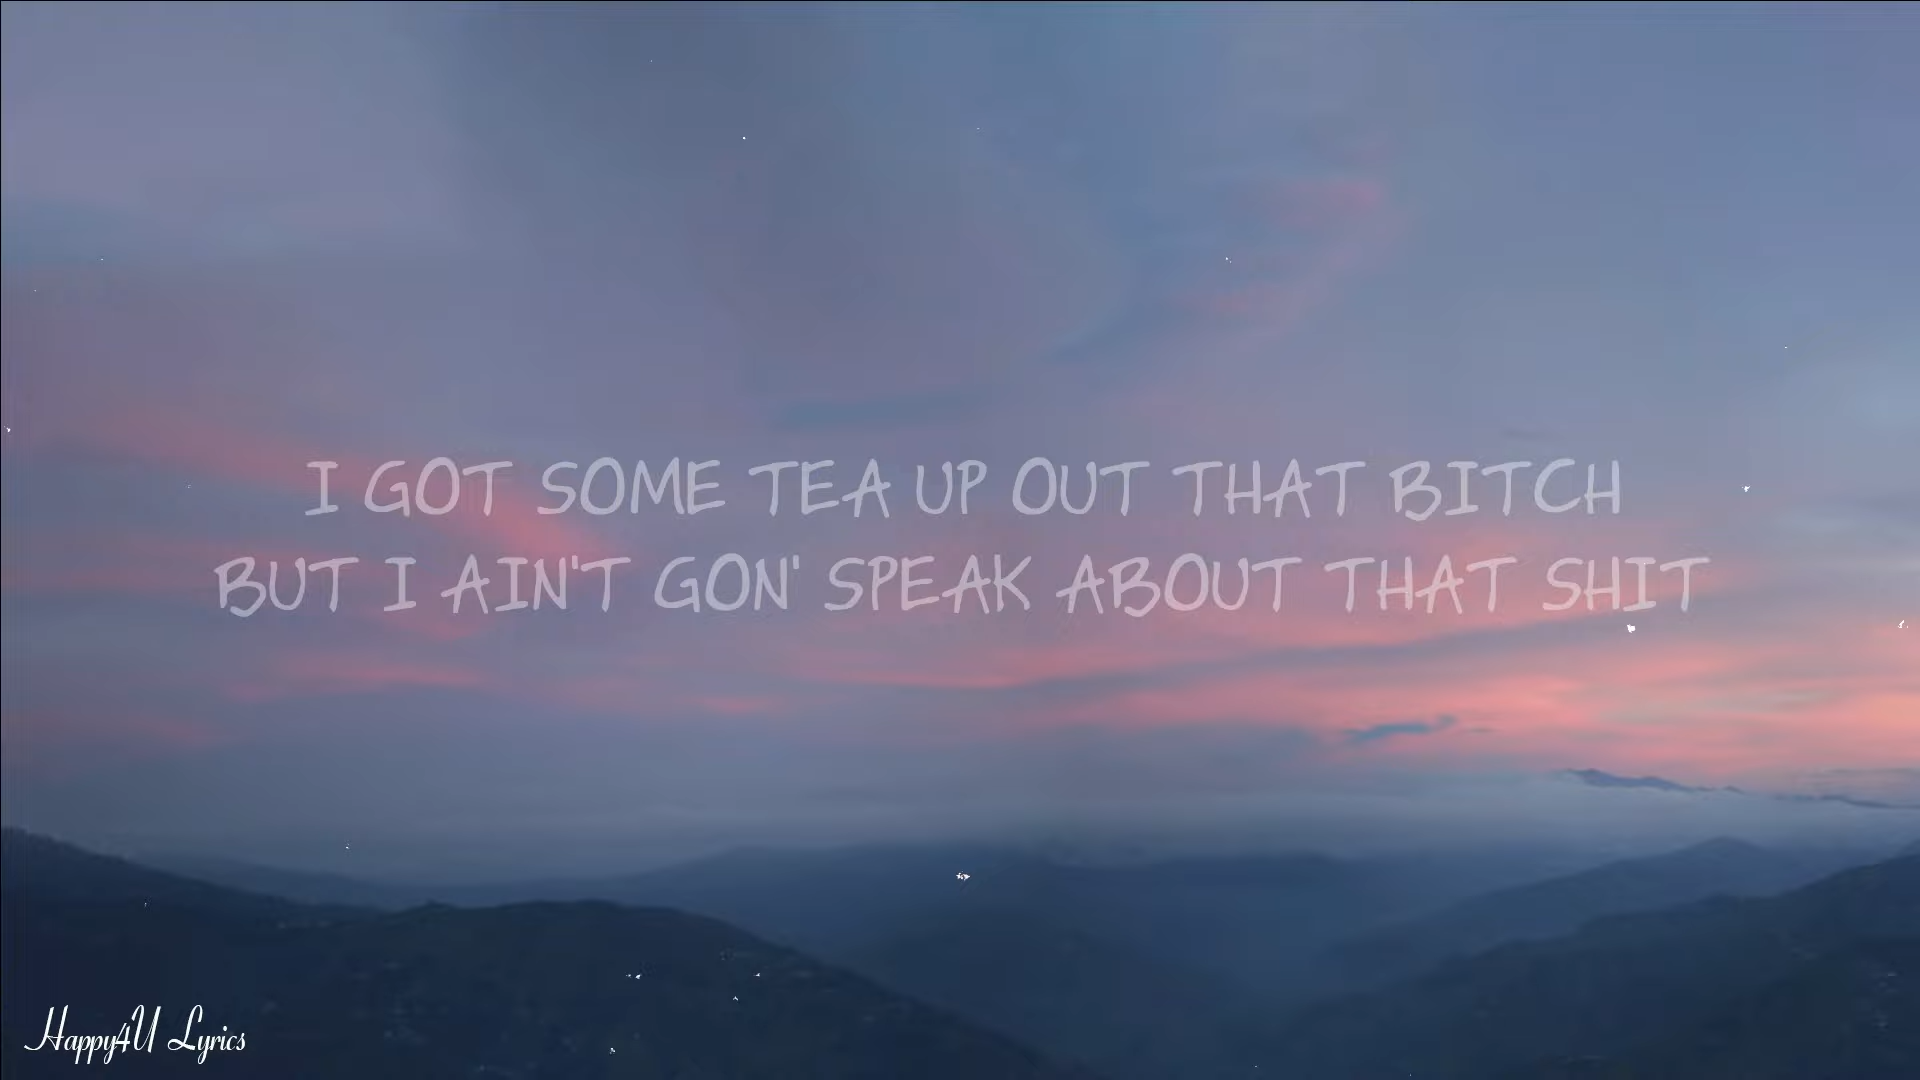 I GOT SOME TEA UP OUT THAT BITCH
BUT I AIN'T GON' SPEAK ABOUT THAT SHIT
Happy4U Lyrics